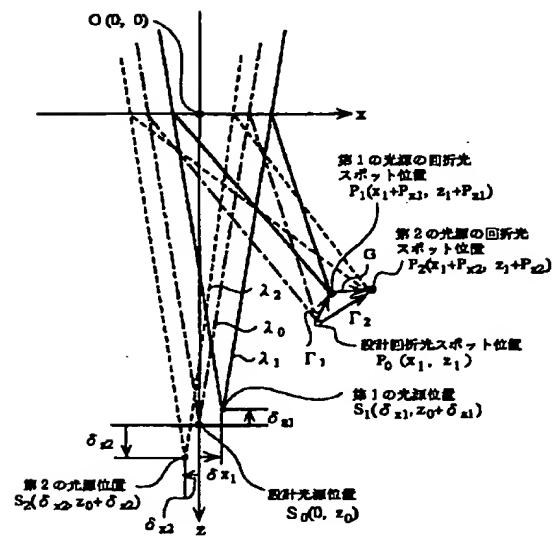 O (0, 0)
x
第1の光源の回折光
スポット位置
P₁(x₁+Px1, z₁+Pz1)
第2の光源の回折光
スポット位置
G
P₂(x₁+Px2, z₁+Pz2)
λ₂
λ₀
λ₁
Γ₁
Γ₂
設計回折光スポット位置
P₀ (x₁, z₁)
第1の光源位置
S₁(δx1, z₀+δz1)
δz1
δz2
δx₁
第2の光源位置
S₂(δx2, z₀+δz2)
δx2
z
設計光源位置
S₀(0, z₀)